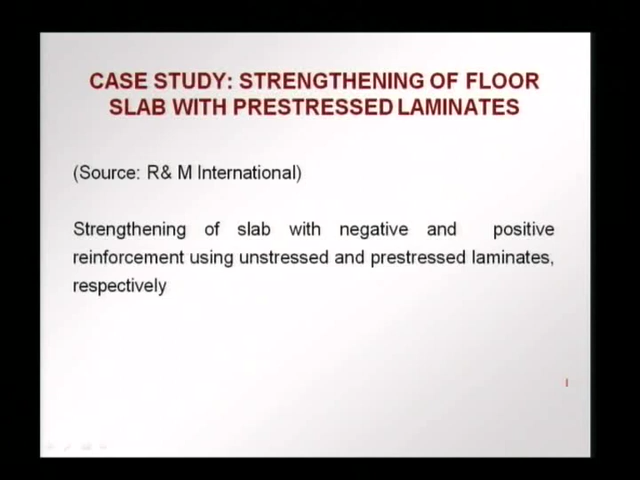 CASE STUDY: STRENGTHENING OF FLOOR
SLAB WITH PRESTRESSED LAMINATES
(Source: R& M International)
Strengthening of slab with negative and positive
reinforcement using unstressed and prestressed laminates,
respectively